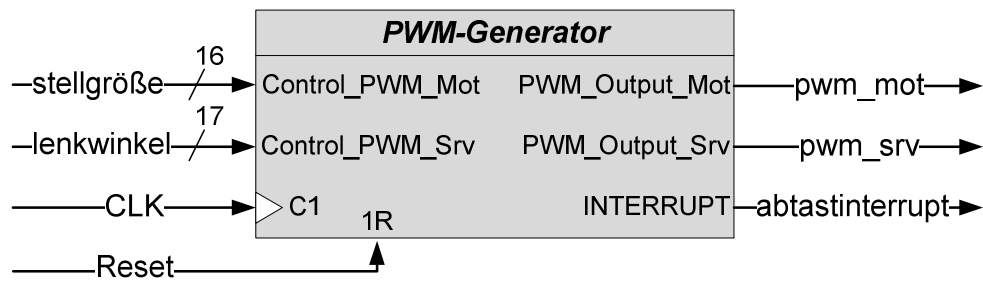 PWM-Generator
16
stellgröße Control_PWM_Mot PWM_Output_Mot pwm_mot
17
lenkwinkel Control_PWM_Srv PWM_Output_Srv pwm_srv
CLK C1 INTERRUPT abtastinterrupt
1R
Reset